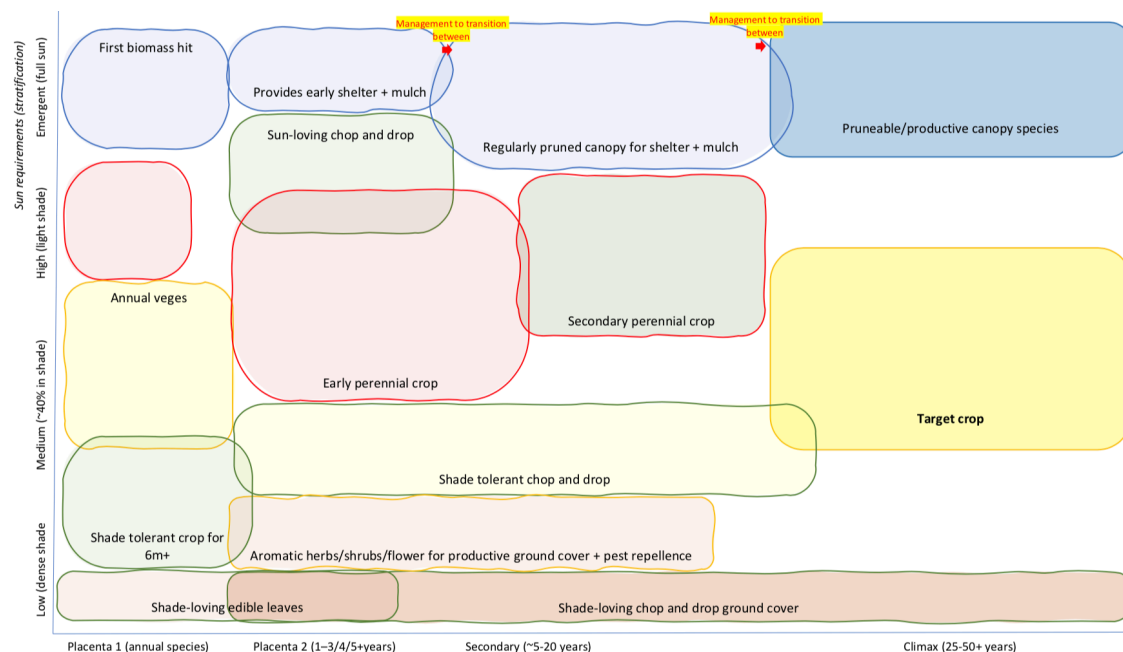 Management to transition
between
Management to transition
between
First biomass hit
Provides early shelter + mulch
Sun-loving chop and drop
Regularly pruned canopy for shelter + mulch
Pruneable/productive canopy species
Annual veges
Secondary perennial crop
Early perennial crop
Target crop
Shade tolerant chop and drop
Shade tolerant crop for
6m+
Aromatic herbs/shrubs/flower for productive ground cover + pest repellence
Shade-loving edible leaves
Shade-loving chop and drop ground cover
Sun requirements (stratification)
Emergent (full sun)
High (light shade)
Medium (~40% in shade)
Low (dense shade
Placenta 1 (annual species)
Placenta 2 (1–3/4/5+years)
Secondary (~5-20 years)
Climax (25-50+ years)